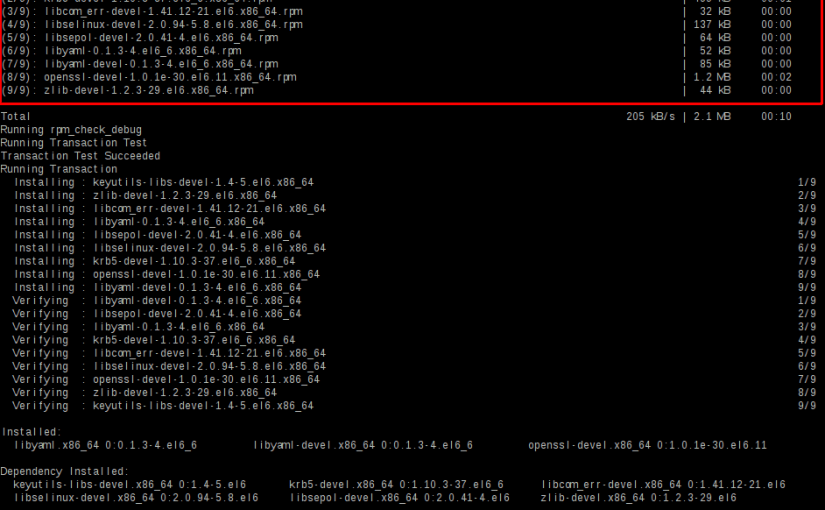 (3/9): libcom_err-devel-1.41.12-21.el6.x86_64.rpm | 32 kB 00:00
(4/9): libselinux-devel-2.0.94-5.8.el6.x86_64.rpm | 137 kB 00:00
(5/9): libsepol-devel-2.0.41-4.el6.x86_64.rpm | 64 kB 00:00
(6/9): libyaml-0.1.3-4.el6_6.x86_64.rpm | 52 kB 00:00
(7/9): libyaml-devel-0.1.3-4.el6_6.x86_64.rpm | 85 kB 00:00
(8/9): openssl-devel-1.0.1e-30.el6.11.x86_64.rpm | 1.2 MB 00:02
(9/9): zlib-devel-1.2.3-29.el6.x86_64.rpm | 44 kB 00:00
Total 205 kB/s | 2.1 MB 00:10
Running rpm_check_debug
Running Transaction Test
Transaction Test Succeeded
Running Transaction
Installing : keyutils-libs-devel-1.4-5.el6.x86_64 1/9
Installing : zlib-devel-1.2.3-29.el6.x86_64 2/9
Installing : libcom_err-devel-1.41.12-21.el6.x86_64 3/9
Installing : libyaml-0.1.3-4.el6_6.x86_64 4/9
Installing : libsepol-devel-2.0.41-4.el6.x86_64 5/9
Installing : libselinux-devel-2.0.94-5.8.el6.x86_64 6/9
Installing : krb5-devel-1.10.3-37.el6_6.x86_64 7/9
Installing : openssl-devel-1.0.1e-30.el6.11.x86_64 8/9
Installing : libyaml-devel-0.1.3-4.el6_6.x86_64 9/9
Verifying : libyaml-devel-0.1.3-4.el6_6.x86_64 1/9
Verifying : libsepol-devel-2.0.41-4.el6.x86_64 2/9
Verifying : libyaml-0.1.3-4.el6_6.x86_64 3/9
Verifying : krb5-devel-1.10.3-37.el6_6.x86_64 4/9
Verifying : libcom_err-devel-1.41.12-21.el6.x86_64 5/9
Verifying : libselinux-devel-2.0.94-5.8.el6.x86_64 6/9
Verifying : openssl-devel-1.0.1e-30.el6.11.x86_64 7/9
Verifying : zlib-devel-1.2.3-29.el6.x86_64 8/9
Verifying : keyutils-libs-devel-1.4-5.el6.x86_64 9/9
Installed:
libyaml.x86_64 0:0.1.3-4.el6_6 libyaml-devel.x86_64 0:0.1.3-4.el6_6 openssl-devel.x86_64 0:1.0.1e-30.el6.11
Dependency Installed:
keyutils-libs-devel.x86_64 0:1.4-5.el6 krb5-devel.x86_64 0:1.10.3-37.el6_6 libcom_err-devel.x86_64 0:1.41.12-21.el6
libselinux-devel.x86_64 0:2.0.94-5.8.el6 libsepol-devel.x86_64 0:2.0.41-4.el6 zlib-devel.x86_64 0:1.2.3-29.el6